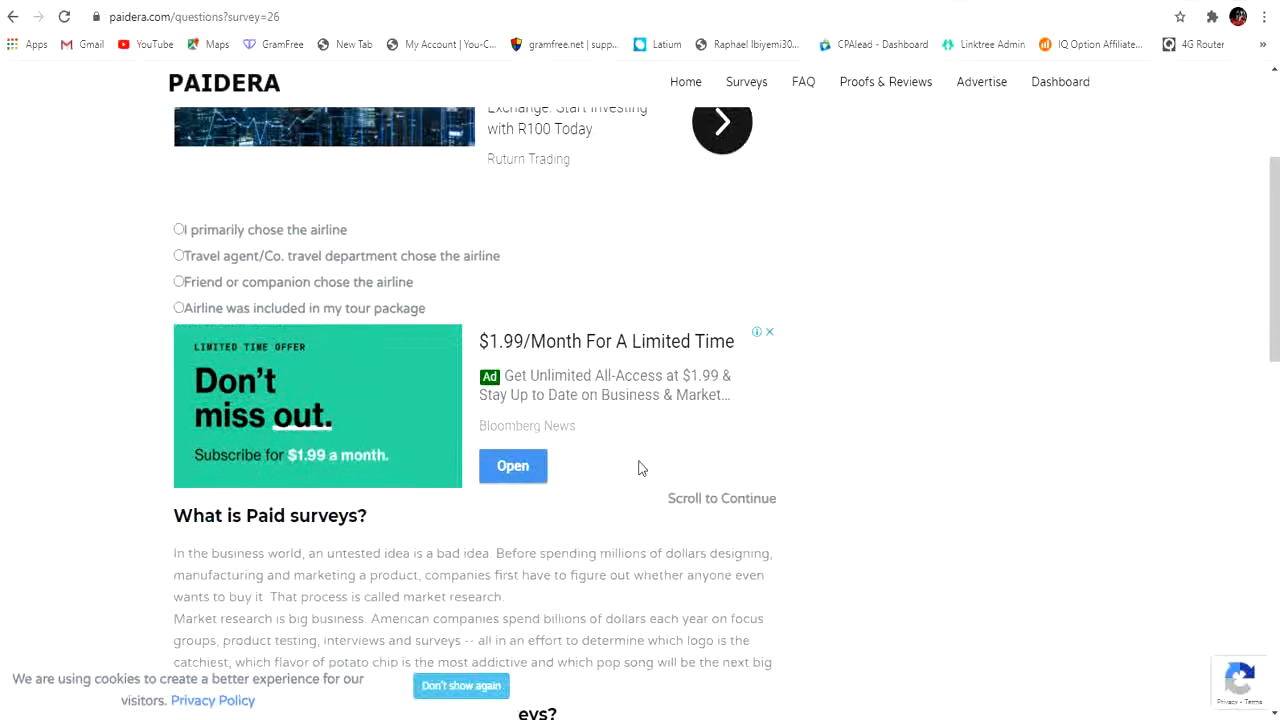 paidera.com/questions?survey=26
Apps Gmail YouTube Maps GramFree New Tab My Account | You-C... gramfree.net | supp... Latium Raphael Ibiyemi30... CPAlead - Dashboard Linktree Admin IQ Option Affiliate... 4G Router »
PAIDERA Home Surveys FAQ Proofs & Reviews Advertise Dashboard
Exchange. Start Investing
with R100 Today
Ruturn Trading
I primarily chose the airline
Travel agent/Co. travel department chose the airline
Friend or companion chose the airline
Airline was included in my tour package
LIMITED TIME OFFER
Don't
miss out.
Subscribe for $1.99 a month.
$1.99/Month For A Limited Time
Ad Get Unlimited All-Access at $1.99 &
Stay Up to Date on Business & Market...
Bloomberg News
Open
Scroll to Continue
What is Paid surveys?
In the business world, an untested idea is a bad idea. Before spending millions of dollars designing,
manufacturing and marketing a product, companies first have to figure out whether anyone even
wants to buy it. That process is called market research.
Market research is big business. American companies spend billions of dollars each year on focus
groups, product testing, interviews and surveys -- all in an effort to determine which logo is the
catchiest, which flavor of potato chip is the most addictive and which pop song will be the next big
We are using cookies to create a better experience for our
visitors. Privacy Policy
Don't show again
eys?
Privacy - Terms